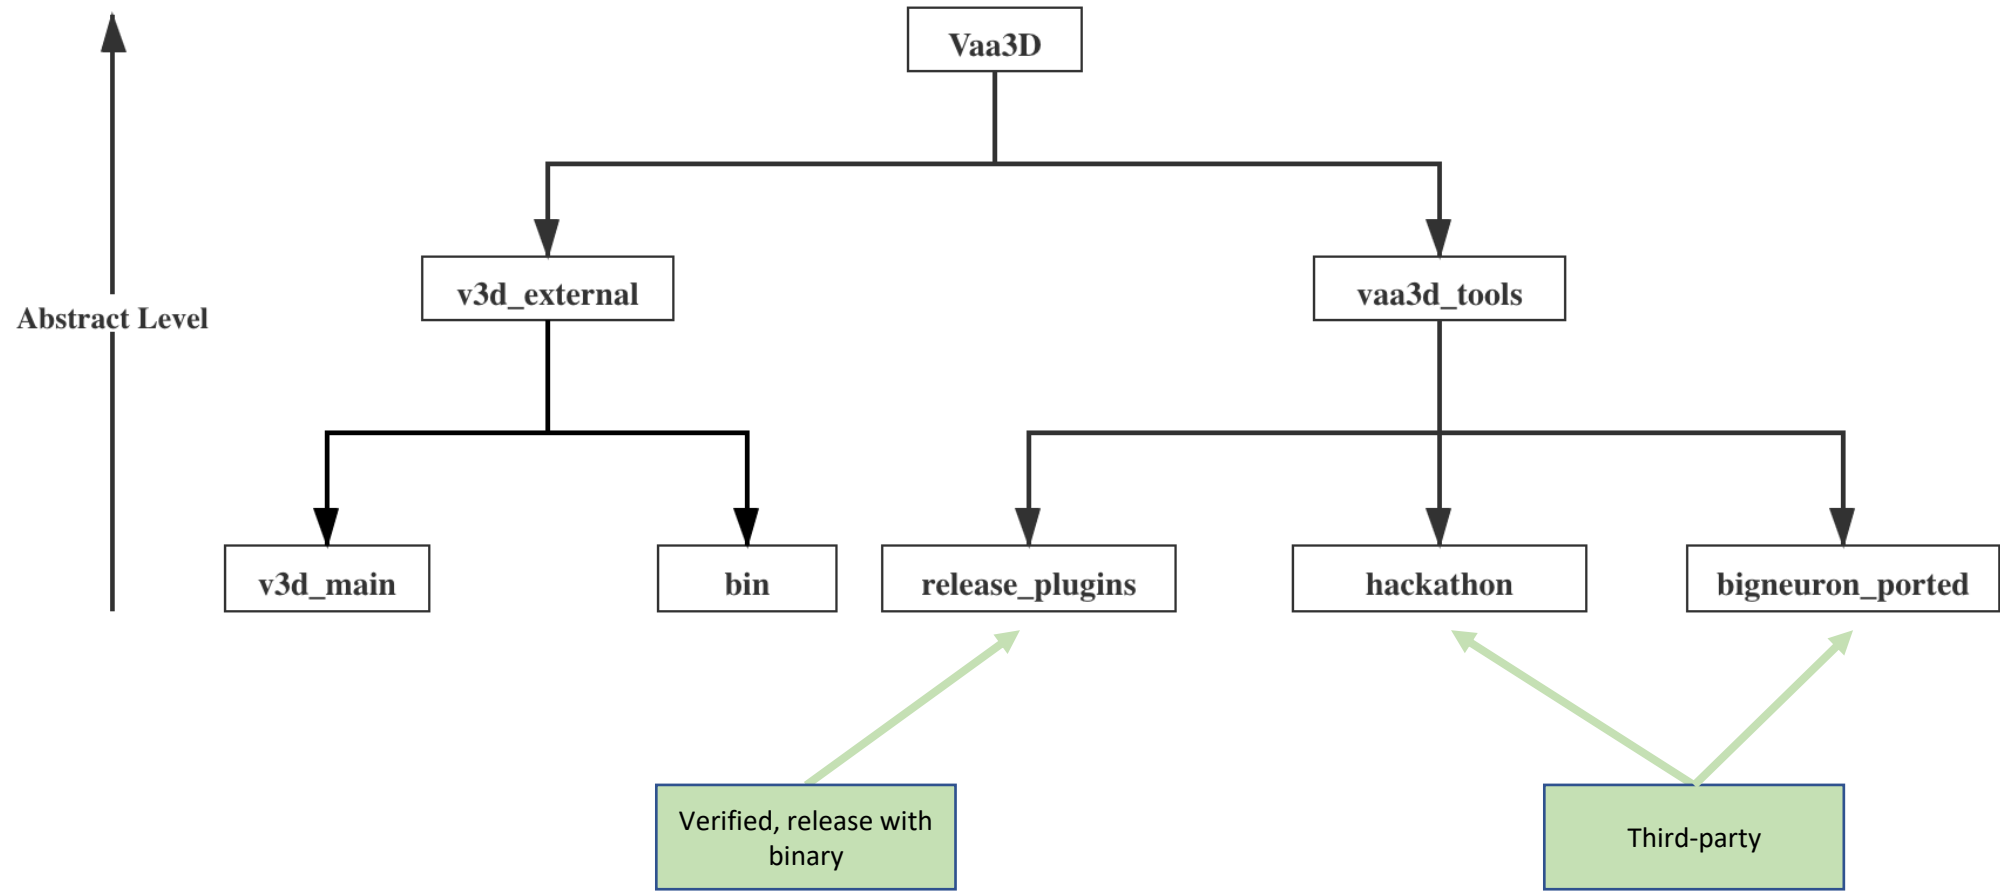 Vaa3D
v3d_external
vaa3d_tools
Abstract Level
v3d_main
bin
release_plugins
hackathon
bigneuron_ported
Verified, release with
binary
Third-party